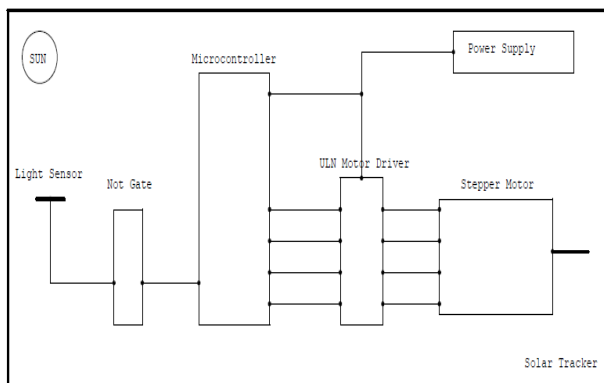 SUN
Microcontroller
Power Supply
Light Sensor
Not Gate
ULN Motor Driver
Stepper Motor
Solar Tracker